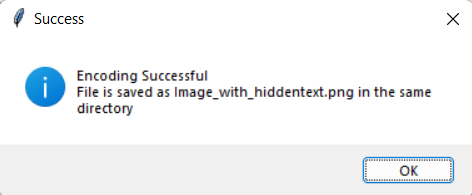 Success
Encoding Successful
File is saved as Image_with_hiddentext.png in the same
directory
OK